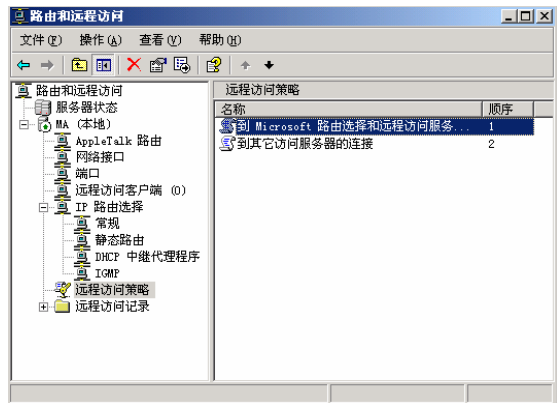 路由和远程访问
文件(F) 操作(A) 查看(V) 帮助(H)
路由和远程访问
服务器状态
MA (本地)
AppleTalk 路由
网络接口
端口
远程访问客户端 (0)
IP 路由选择
常规
静态路由
DHCP 中继代理程序
IGMP
远程访问策略
远程访问记录
远程访问策略
名称 顺序
到 Microsoft 路由选择和远程访问服务... 1
到其它访问服务器的连接 2